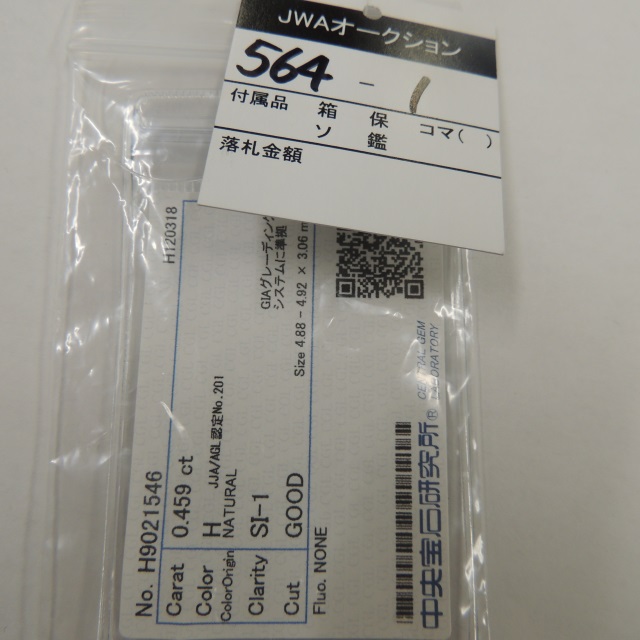 JWAオークション
564 - 1
付属品 箱 保 コマ( )
ソ 鑑
落札金額
No. H9021546
H120318
Carat 0.459 ct
Color H JJA/AGL認定No.201
ColorOrigin NATURAL
Clarity SI-1
GIAグレーディング
システムに準拠
Cut GOOD
Size 4.88 - 4.92 × 3.06 m
Fluo. NONE
中央宝石研究所
CENTRAL GEM
LABORATORY